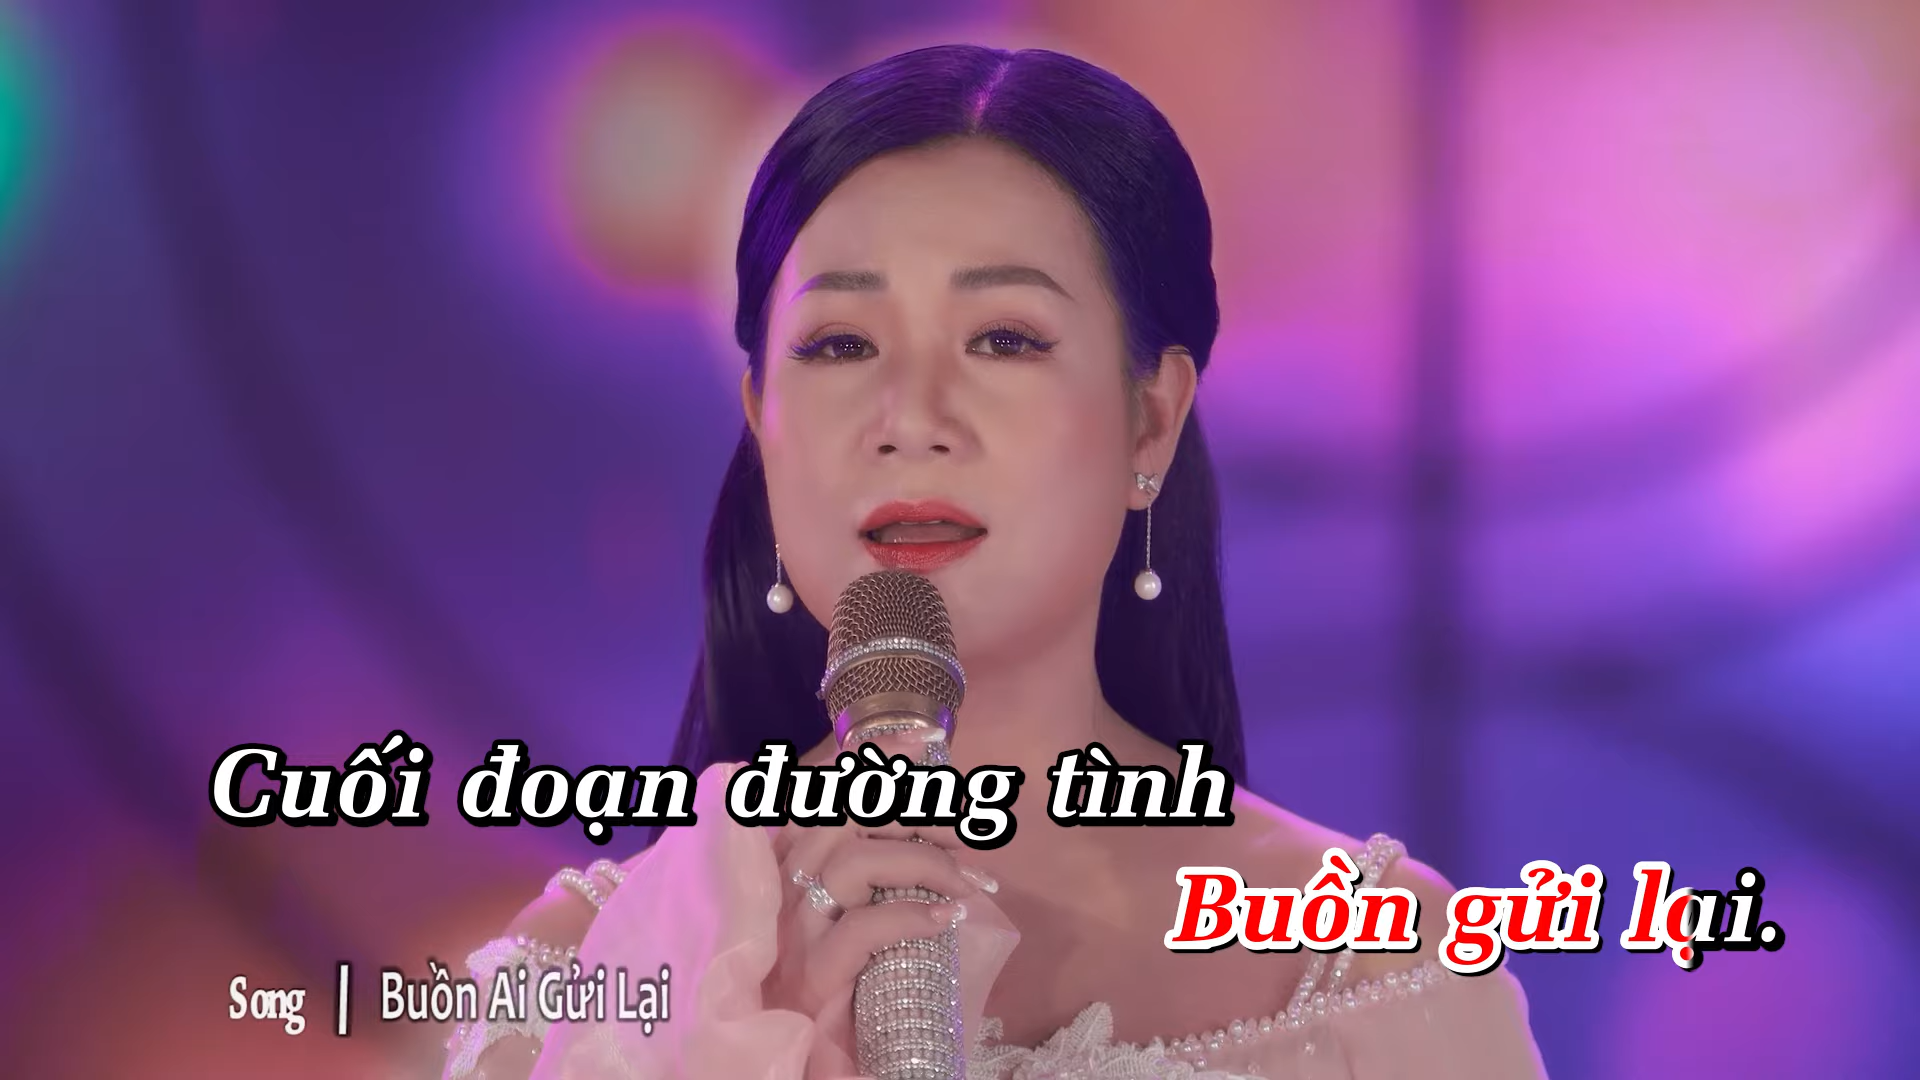 Cuối đoạn đường tình
Buồn gửi lại.
Song | Buồn Ai Gửi Lại